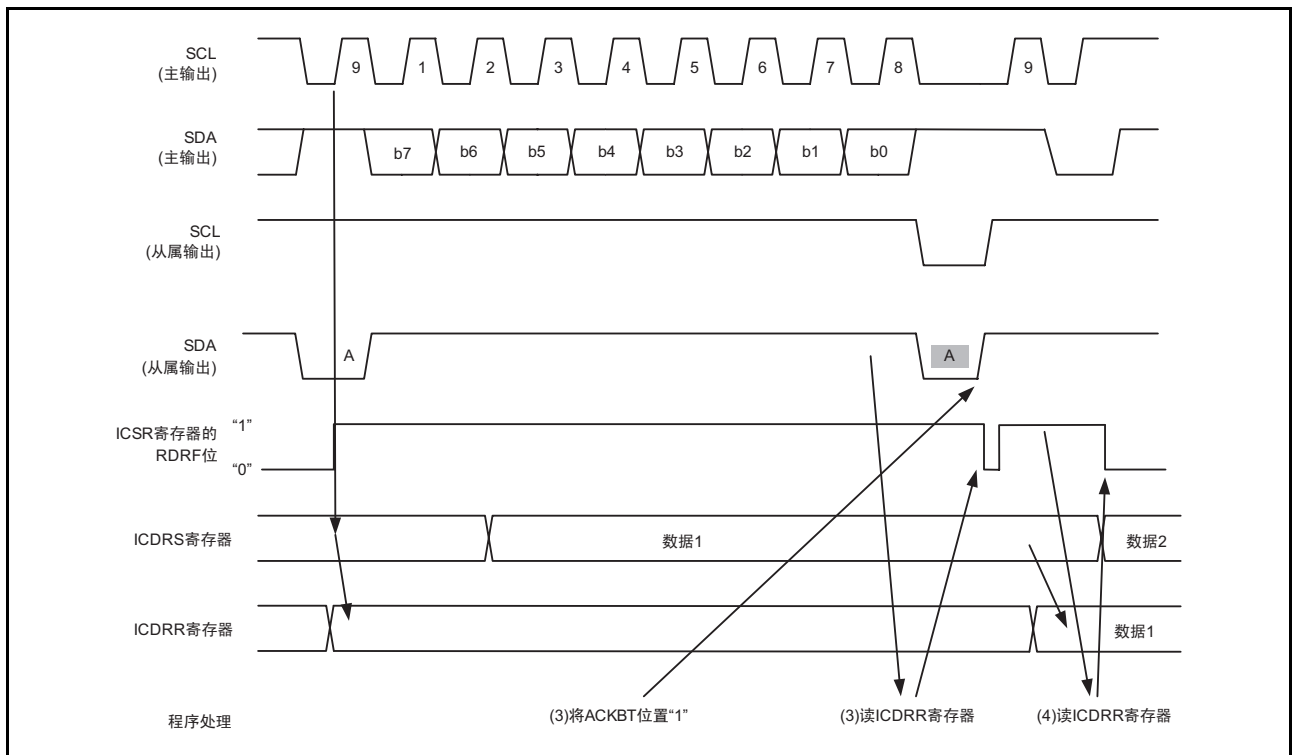 SCL
(主输出)
9 1 2 3 4 5 6 7 8 9
SDA
(主输出)
b7 b6 b5 b4 b3 b2 b1 b0
SCL
(从属输出)
SDA
(从属输出)
A A
ICSR寄存器的
RDRF位
“1”
“0”
ICDRS寄存器
数据1 数据2
ICDRR寄存器
数据1
程序处理
(3)将ACKBT位置“1” (3)读ICDRR寄存器 (4)读ICDRR寄存器